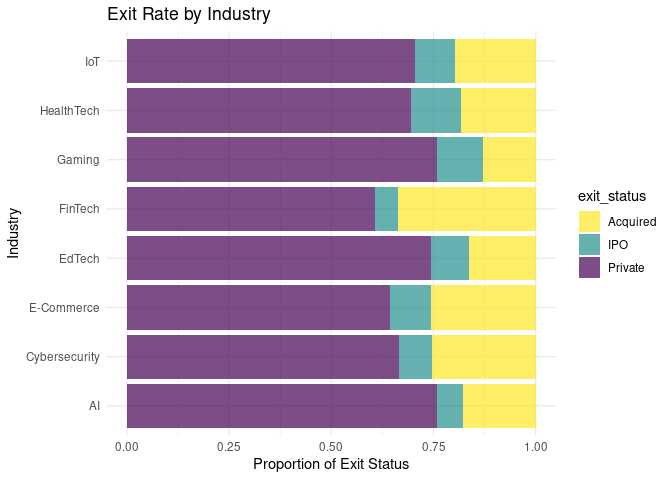 Exit Rate by Industry
IoT
HealthTech
Gaming
FinTech
EdTech
E-Commerce
Cybersecurity
AI
Industry
0.00 0.25 0.50 0.75 1.00
Proportion of Exit Status
exit_status
Acquired
IPO
Private